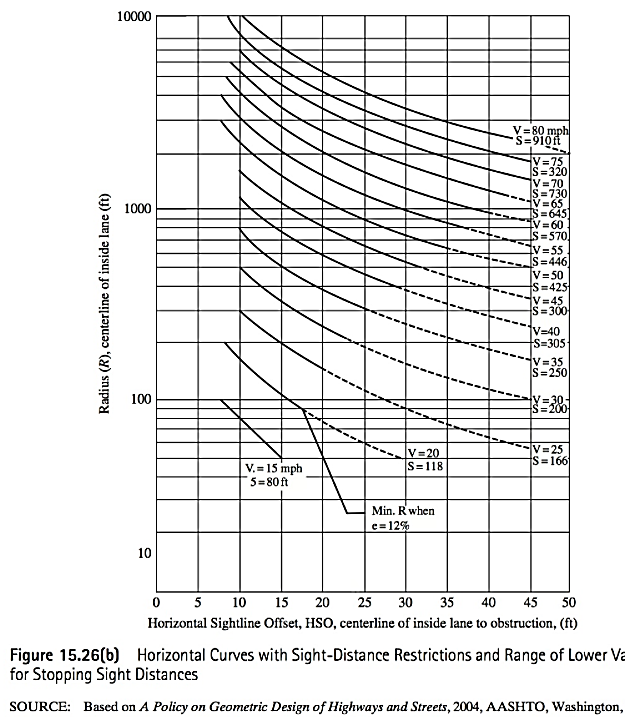 10000
1000
100
10
Radius (R), centerline of inside lane (ft)
V=80 mph
S=910ft
V=75
S=320
V=70
S=730
V=65
S=645
V=60
S=570
V=55
S=446
V=50
S=425
V=45
S=300
V=40
S=305
V=35
S=250
V=30
S=200
V=25
S=166
V=20
S=118
V.=15 mph
5=80ft
Min. R when
e=12%
0 5 10 15 20 25 30 35 40 45 50
Horizontal Sightline Offset, HSO, centerline of inside lane to obstruction, (ft)
Figure 15.26(b) Horizontal Curves with Sight-Distance Restrictions and Range of Lower Va
for Stopping Sight Distances
SOURCE: Based on A Policy on Geometric Design of Highways and Streets, 2004, AASHTO, Washington,